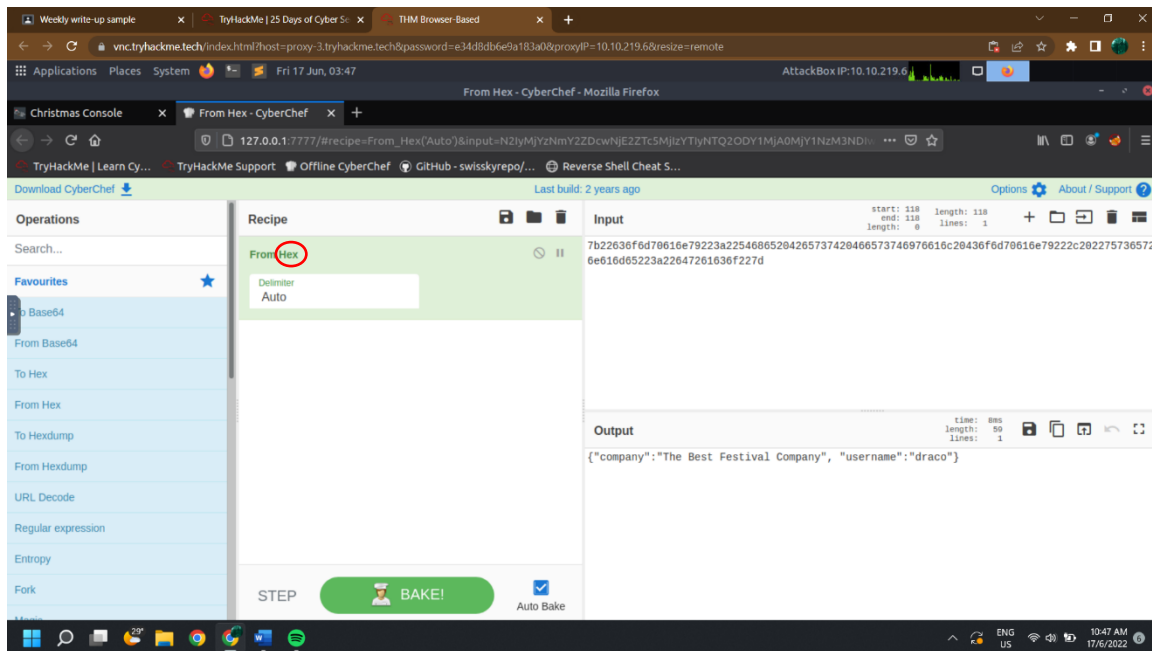 Weekly write-up sample
TryHackMe | 25 Days of Cyber Se
THM Browser-Based
vnc.tryhackme.tech/index.html?host=proxy-3.tryhackme.tech&password=e34d8db6e9a183a0&proxyIP=10.10.219.6&resize=remote
Applications Places System Fri 17 Jun, 03:47 AttackBox IP:10.10.219.6
From Hex - CyberChef - Mozilla Firefox
Christmas Console
From Hex - CyberChef
127.0.0.1:7777/#recipe=From_Hex('Auto')&input=
TryHackMe | Learn Cy... TryHackMe Support Offline CyberChef GitHub - swisskyrepo/... Reverse Shell Cheat S...
Download CyberChef Last build: 2 years ago Options About / Support
Operations
Search...
Favourites
To Base64
From Base64
To Hex
From Hex
To Hexdump
From Hexdump
URL Decode
Regular expression
Entropy
Fork
Recipe
From Hex
Delimiter
Auto
STEP
BAKE!
Auto Bake
Input
start: 118
end: 118
length: 0
length: 118
lines: 1
7b22636f6d70616e79223a22546865204265737420466573746976616c20436f6d70616e79222c202275736572
6e616d65223a22647261636f227d
Output
time: 8ms
length: 59
lines: 1
{"company":"The Best Festival Company", "username":"draco"}
29°
ENG
US
10:47 AM
17/6/2022
6